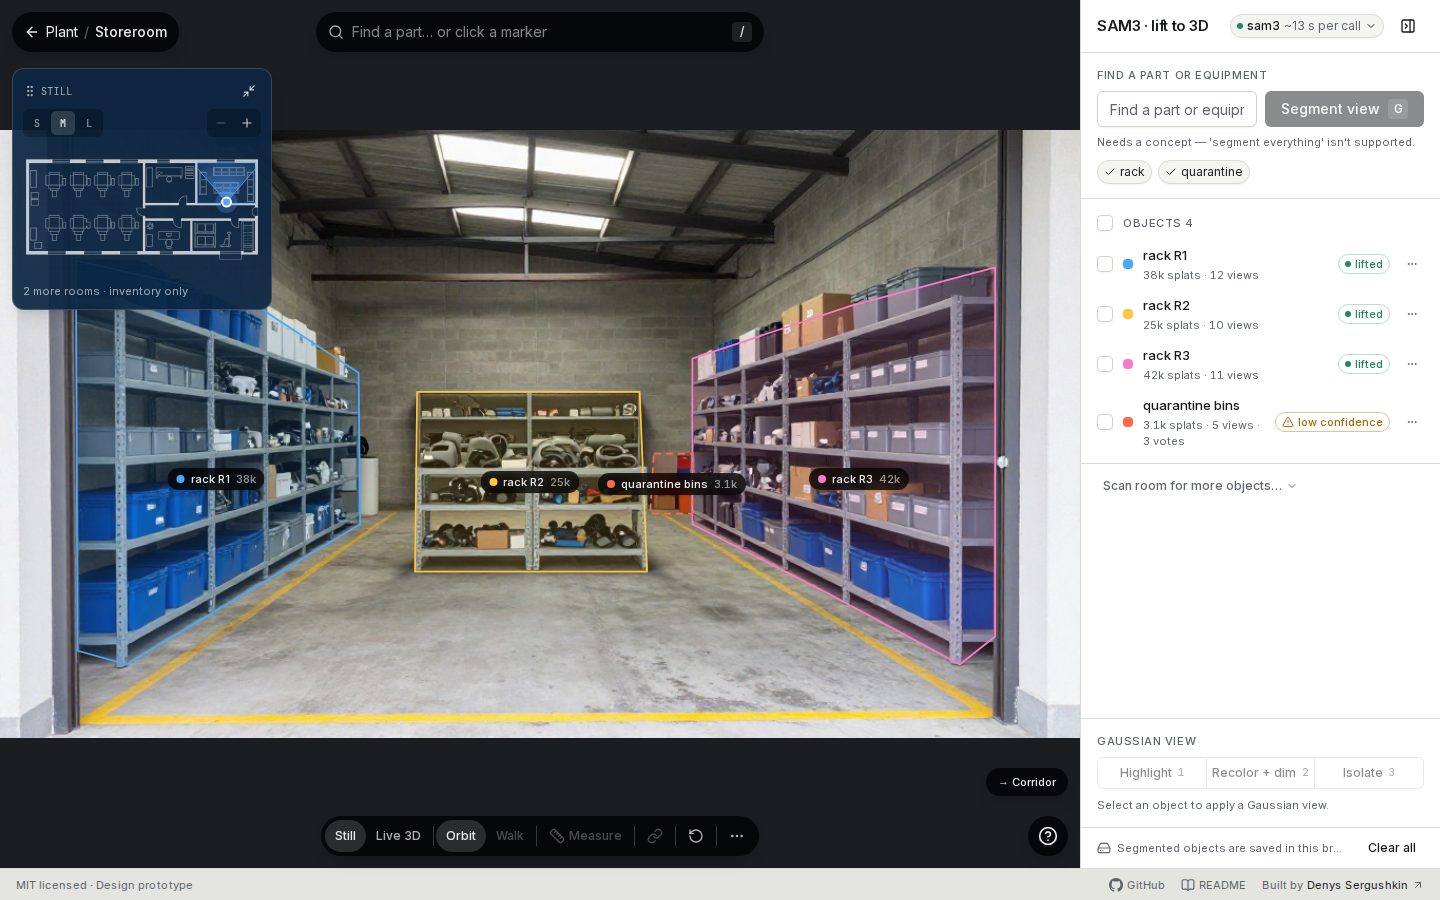 Plant / Storeroom
Find a part... or click a marker /
STILL
S M L
2 more rooms · inventory only
rack R1 38k
rack R2 25k
quarantine bins 3.1k
rack R3 42k
→ Corridor
Still Live 3D Orbit Walk Measure
SAM3 · lift to 3D
sam3 ~13 s per call
FIND A PART OR EQUIPMENT
Find a part or equipr
Segment view G
Needs a concept — 'segment everything' isn't supported.
rack
quarantine
OBJECTS 4
rack R1
38k splats · 12 views
lifted
rack R2
25k splats · 10 views
lifted
rack R3
42k splats · 11 views
lifted
quarantine bins
3.1k splats · 5 views ·
3 votes
low confidence
Scan room for more objects...
GAUSSIAN VIEW
Highlight 1
Recolor + dim 2
Isolate 3
Select an object to apply a Gaussian view.
Segmented objects are saved in this br...
Clear all
MIT licensed · Design prototype
GitHub
README
Built by Denys Sergushkin